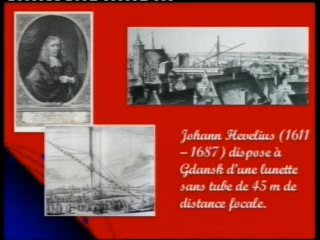 Johann Hevelius (1611
– 1687) dispose à
Gdansk d'une lunette
sans tube de 45 m de
distance focale.